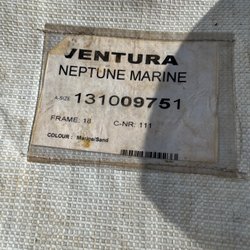 VENTURA
NEPTUNE MARINE
A-SIZE 131009751
FRAME: 18 C-NR: 111
COLOUR : Marine/Sand